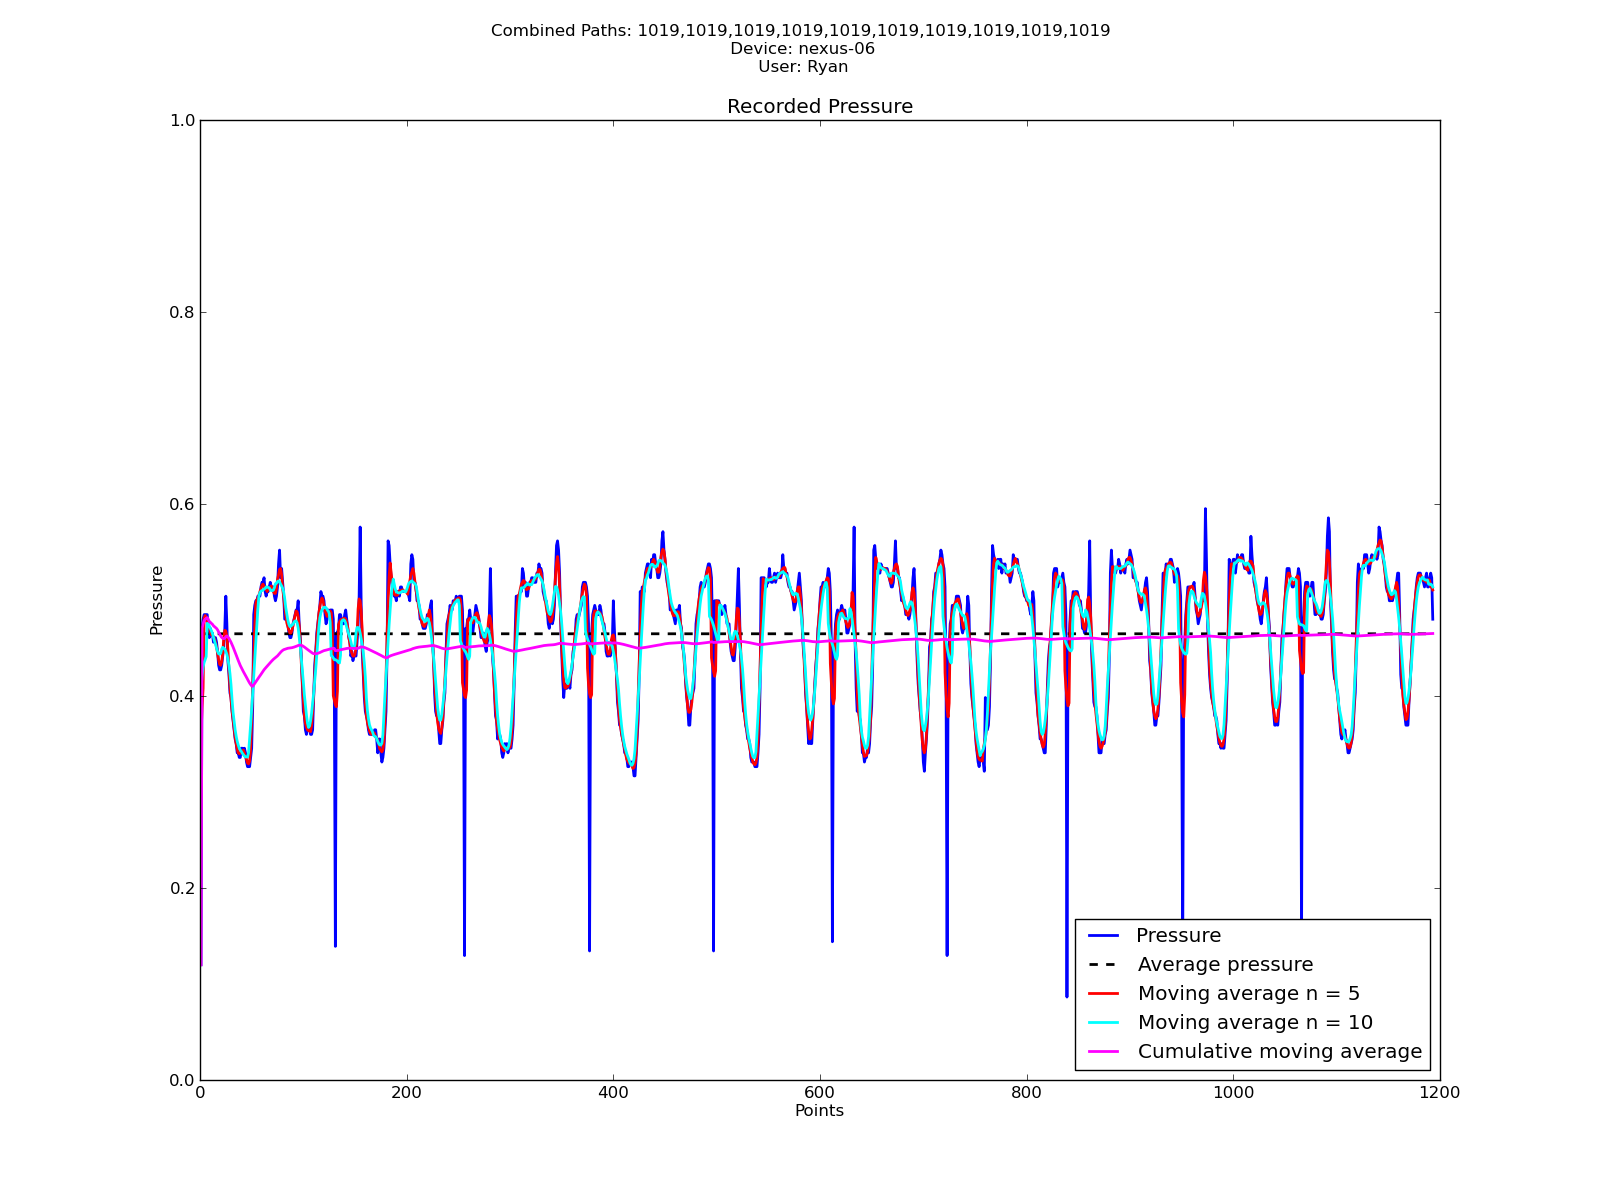 Combined Paths: 1019,1019,1019,1019,1019,1019,1019,1019,1019,1019
Device: nexus-06
User: Ryan
Recorded Pressure
1.0
0.8
0.6
0.4
0.2
0.0
Pressure
0 200 400 600 800 1000 1200
Points
Pressure
Average pressure
Moving average n = 5
Moving average n = 10
Cumulative moving average